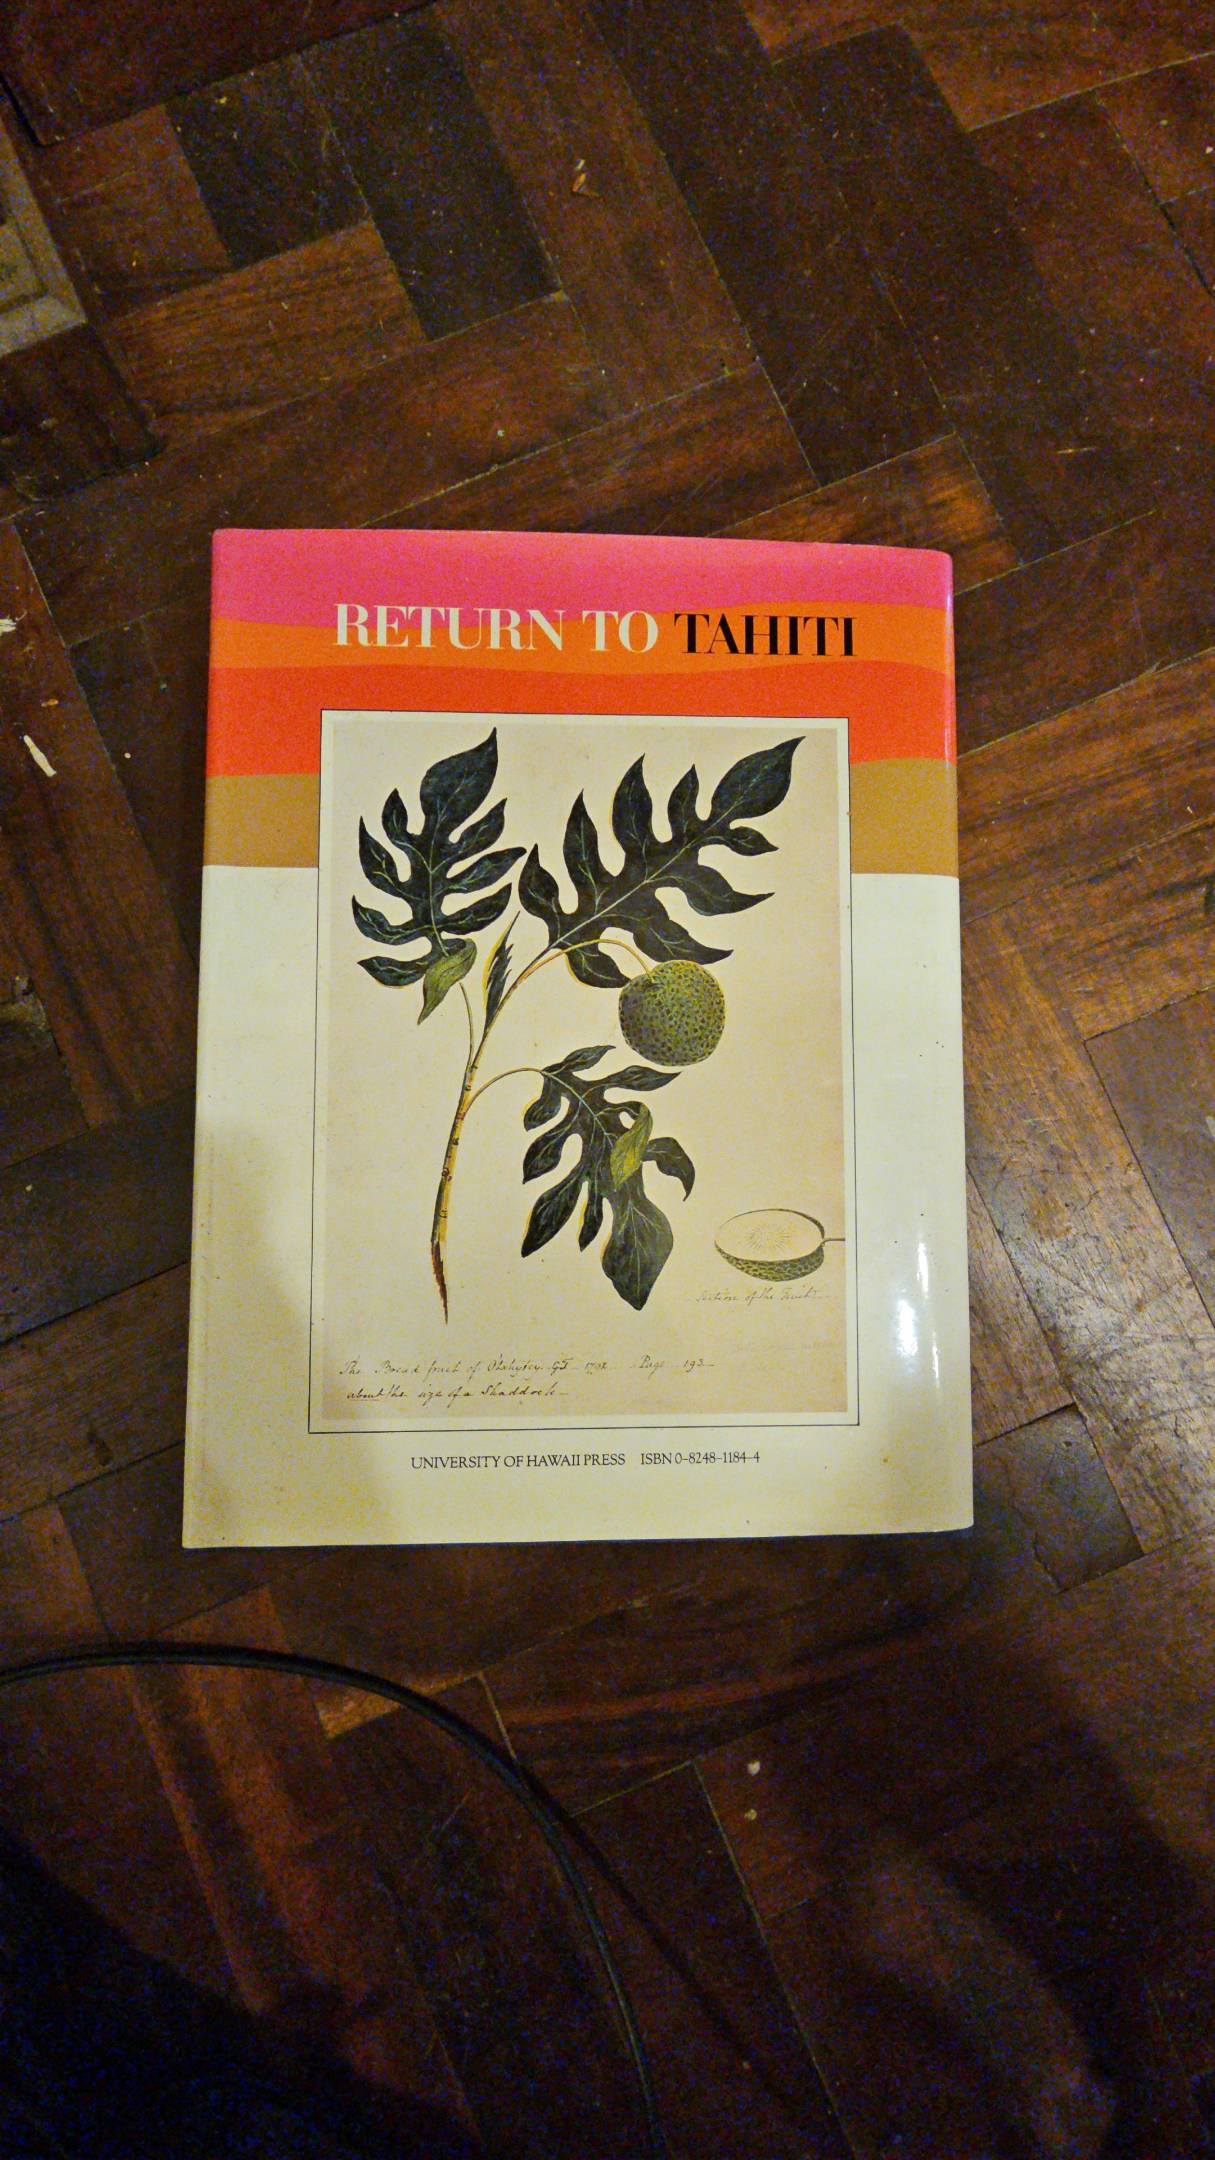 RETURN TO TAHITI
Section of the Fruit
The Bread fruit of Otahytey GT 1792 Page 193
about the size of a Shaddock
UNIVERSITY OF HAWAII PRESS ISBN 0-8248-1184-4